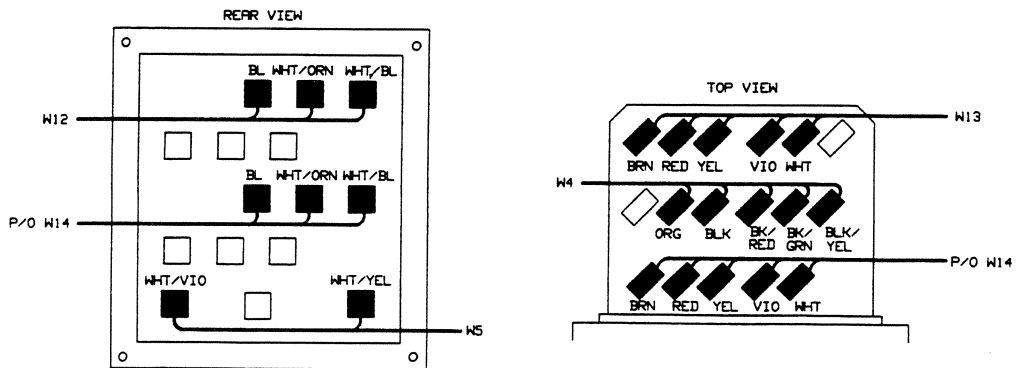 REAR VIEW
BL WHT/ORN WHT/BL
W12
BL WHT/ORN WHT/BL
P/O W14
WHT/VIO WHT/YEL
W5
TOP VIEW
W13
BRN RED YEL VIO WHT
W4
ORG BLK BK/RED BK/GRN BLK/YEL
P/O W14
BRN RED YEL VIO WHT